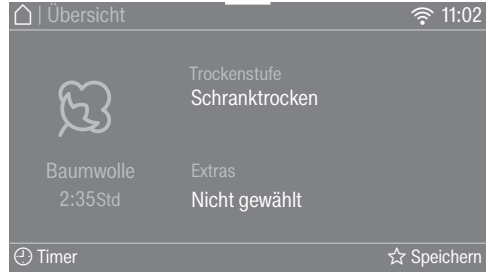 | Übersicht
11:02
Trockenstufe
Schranktrocken
Baumwolle
2:35Std
Extras
Nicht gewählt
Timer
Speichern